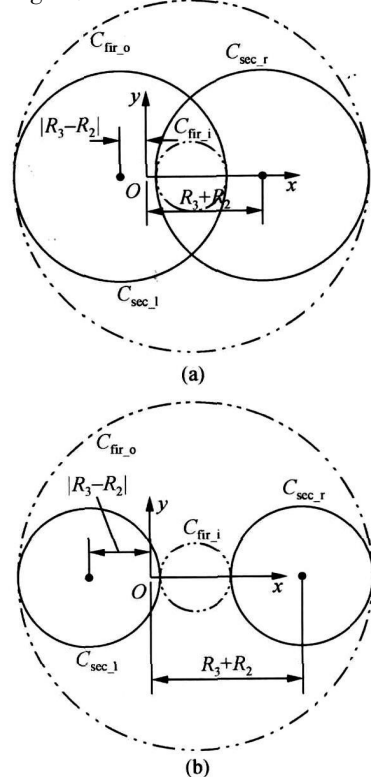 C_fir_o
C_sec_r
y
|R_3−R_2|
C_fir_i
R_3+R_2
O
x
C_sec_l
(a)
C_fir_o
|R_3−R_2|
C_sec_r
y
C_fir_i
O
x
C_sec_l
R_3+R_2
(b)